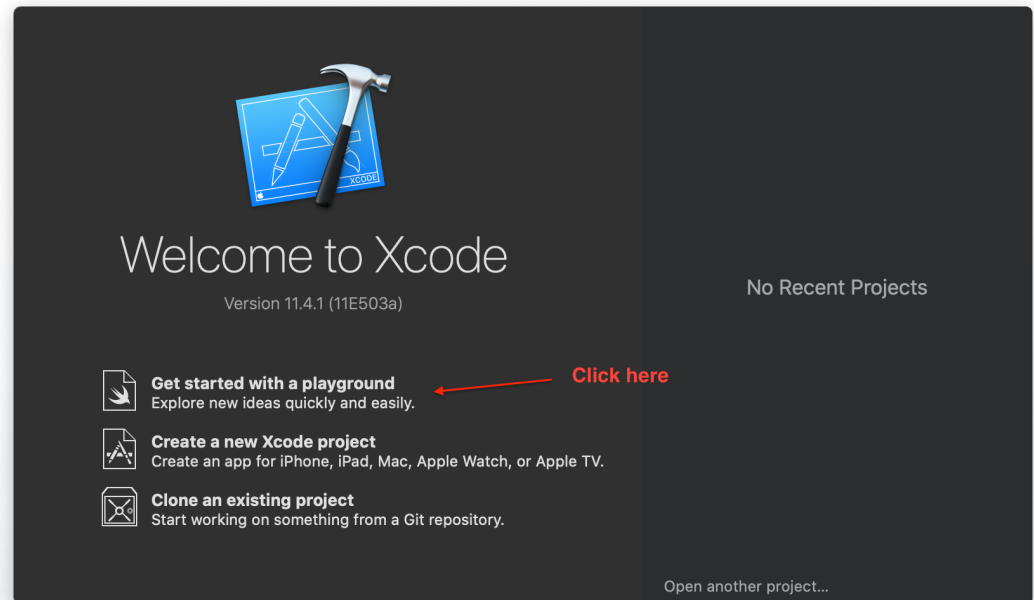 XCODE
Welcome to Xcode
Version 11.4.1 (11E503a)
No Recent Projects
Get started with a playground
Explore new ideas quickly and easily.
Click here
Create a new Xcode project
Create an app for iPhone, iPad, Mac, Apple Watch, or Apple TV.
Clone an existing project
Start working on something from a Git repository.
Open another project...